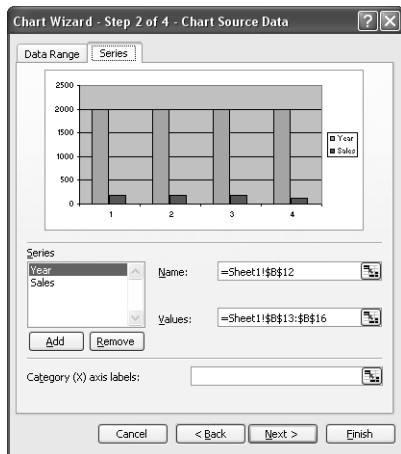 Chart Wizard - Step 2 of 4 - Chart Source Data
Data Range Series
2500
2000
1500
1000
500
0
1 2 3 4
Year
Sales
Series
Year
Sales
Name: =Sheet1!$B$12
Values: =Sheet1!$B$13:$B$16
Add Remove
Category (X) axis labels:
Cancel < Back Next > Finish